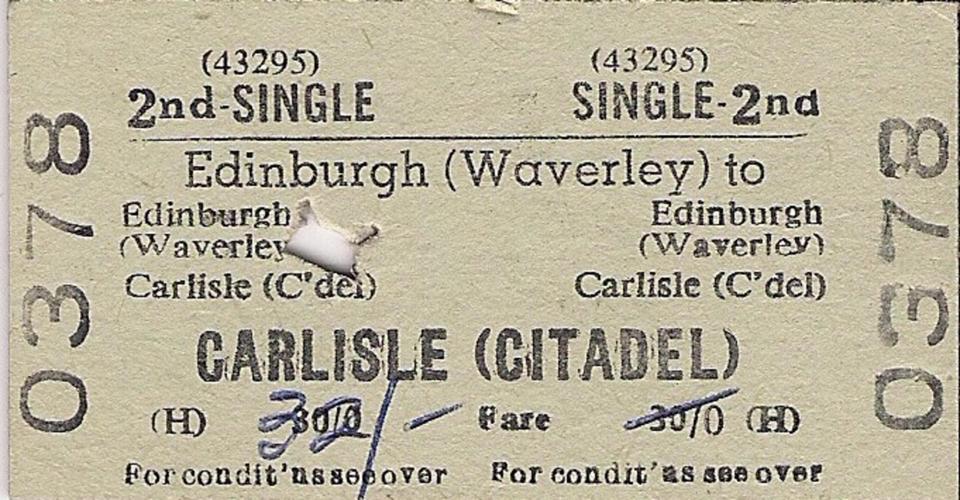 (43295) (43295)
2nd-SINGLE SINGLE-2nd
Edinburgh (Waverley) to
Edinburgh Edinburgh
(Waverley (Waverley)
Carlisle (C'del) Carlisle (C'del)
CARLISLE (CITADEL)
(H) 30/0 32/- Fare 30/0 (H)
For condit'ns see over For condit'ns see over
0378
0378